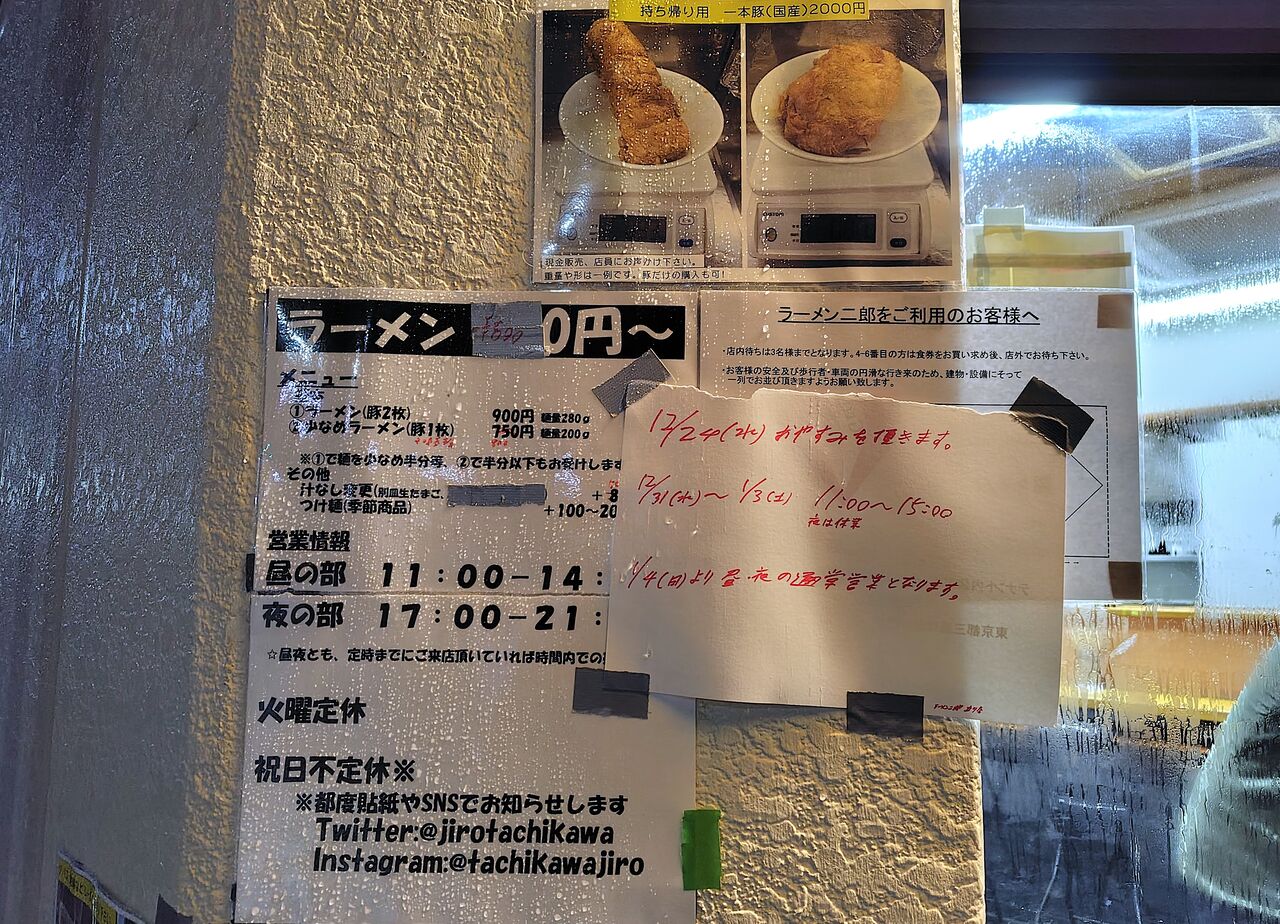 持ち帰り用 一本豚(国産)2000円
現金販売、店員にお声かけ下さい。
重量や形は一例です。豚だけの購入も可!
ラーメン 0円～
メニュー
①ラーメン(豚2枚) 900円 麺量280g
②少なめラーメン(豚1枚) 750円 麺量200g
※①で麺を少なめ半分等、②で半分以下もお受けします
その他
汁なし変更(別皿生たまご、 +8
つけ麺(季節商品) +100～20
営業情報
昼の部 11:00-14:
夜の部 17:00-21:
☆昼夜とも、定時までにご来店頂いていれば時間内での
火曜定休
祝日不定休※
※都度貼紙やSNSでお知らせします
Twitter:@jirotachikawa
Instagram:@tachikawajiro
ラーメン二郎をご利用のお客様へ
・店内待ちは3名様までとなります。4-6番目の方は食券をお買い求め後、店外でお待ち下さい。
・お客様の安全及び歩行者・車両の円滑な行き来のため、建物・設備にそって
一列でお並び頂きますようお願い致します。
12/24(水) おやすみを頂きます。
12/31(水)～ 1/3(土) 11:00～15:00
夜は休業
1/4(日)より昼・夜の通常営業となります。